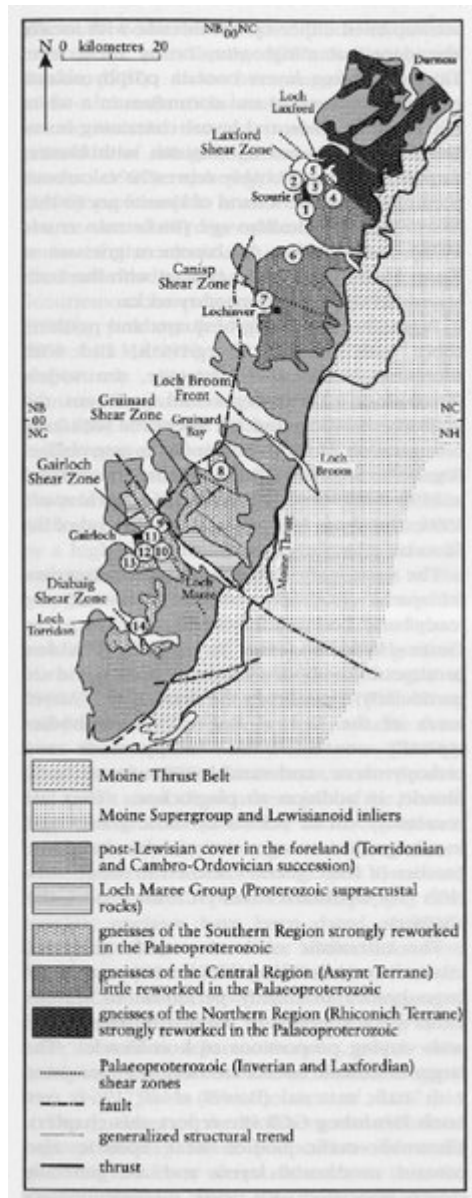 NB NC
00
N
0 kilometres 20
Durness
Loch
Laxford
Laxford
Shear Zone
5
2
3
4
Scourie
1
6
Canisp
Shear Zone
7
Lochinver
Loch Broom
Front
Gruinard
Shear Zone
Gruinard
Bay
NB
00
NG
NC
NH
8
Loch
Broom
Gairloch
Shear Zone
9
Gairloch
11
12 10
13
Moine Thrust
Diabaig
Shear Zone
Loch
Maree
Loch
Torridon
14
Moine Thrust Belt
Moine Supergroup and Lewisianoid inliers
post-Lewisian cover in the foreland (Torridonian
and Cambro-Ordovician succession)
Loch Maree Group (Proterozoic supracrustal
rocks)
gneisses of the Southern Region strongly reworked
in the Palaeoproterozoic
gneisses of the Central Region (Assynt Terrane)
little reworked in the Palaeoproterozoic
gneisses of the Northern Region (Rhiconich Terrane)
strongly reworked in the Palaeoproterozoic
Palaeoproterozoic (Inverian and Laxfordian)
shear zones
fault
generalized structural trend
thrust